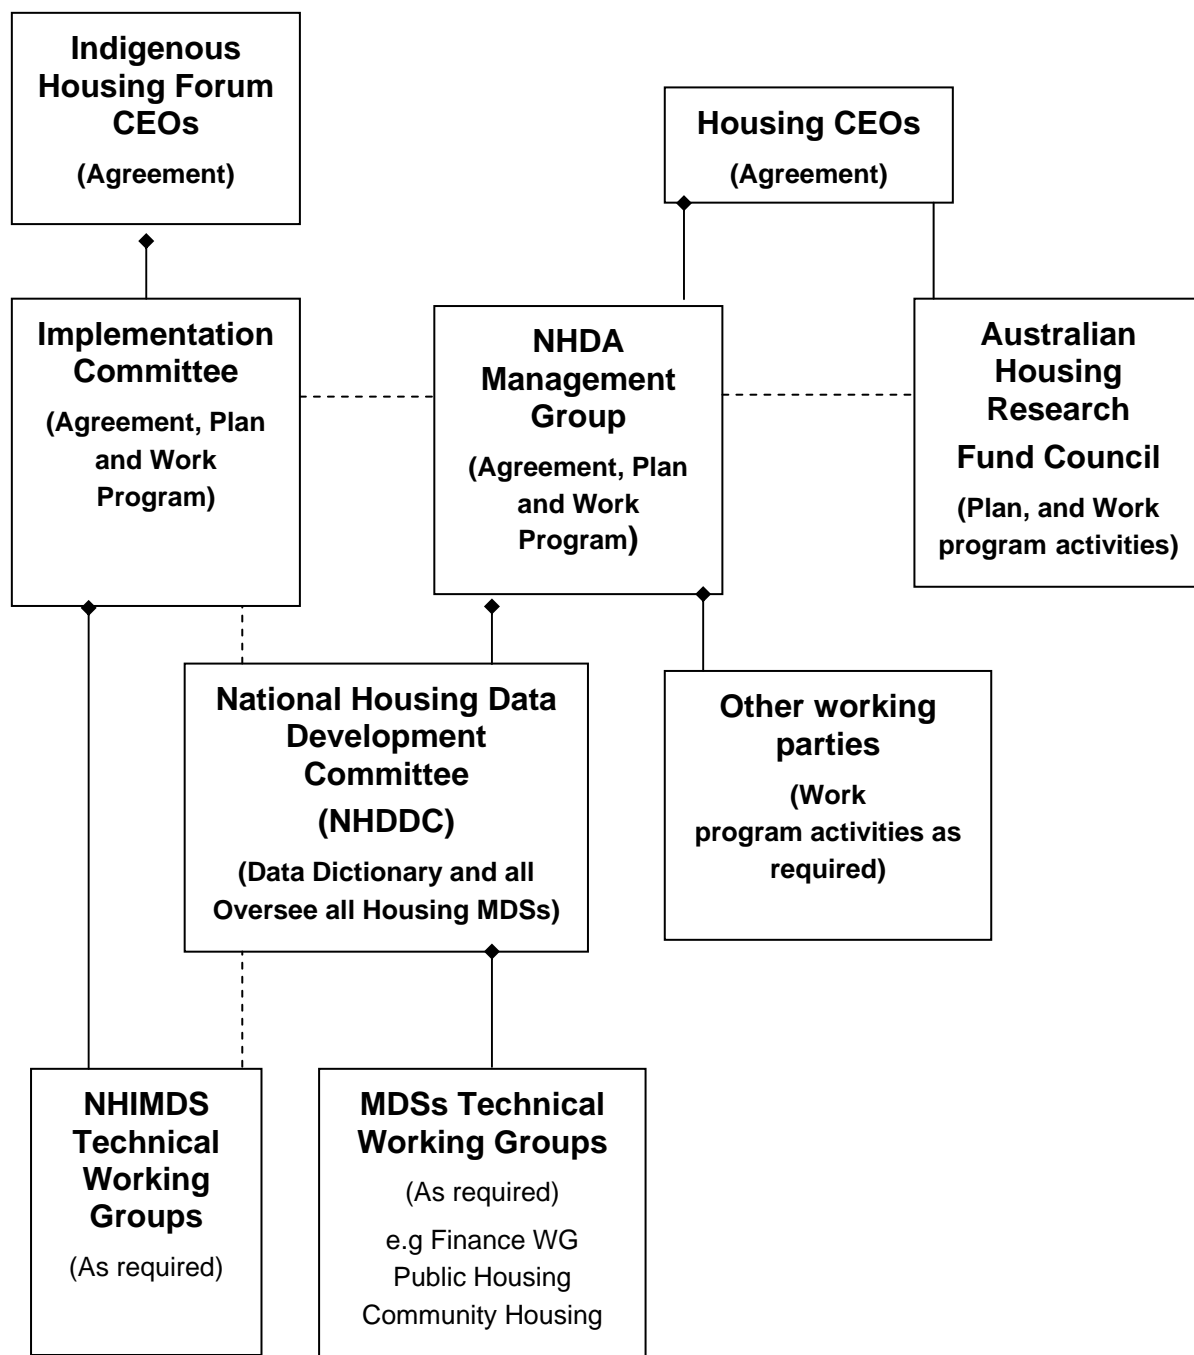 Indigenous
Housing Forum
CEOs
(Agreement)
Housing CEOs
(Agreement)
Implementation
Committee
(Agreement, Plan
and Work
Program)
NHDA
Management
Group
(Agreement, Plan
and Work
Program)
Australian
Housing
Research
Fund Council
(Plan, and Work
program activities)
National Housing Data
Development
Committee
(NHDDC)
(Data Dictionary and all
Oversee all Housing MDSs)
Other working
parties
(Work
program activities as
required)
NHIMDS
Technical
Working
Groups
(As required)
MDSs Technical
Working Groups
(As required)
e.g Finance WG
Public Housing
Community Housing